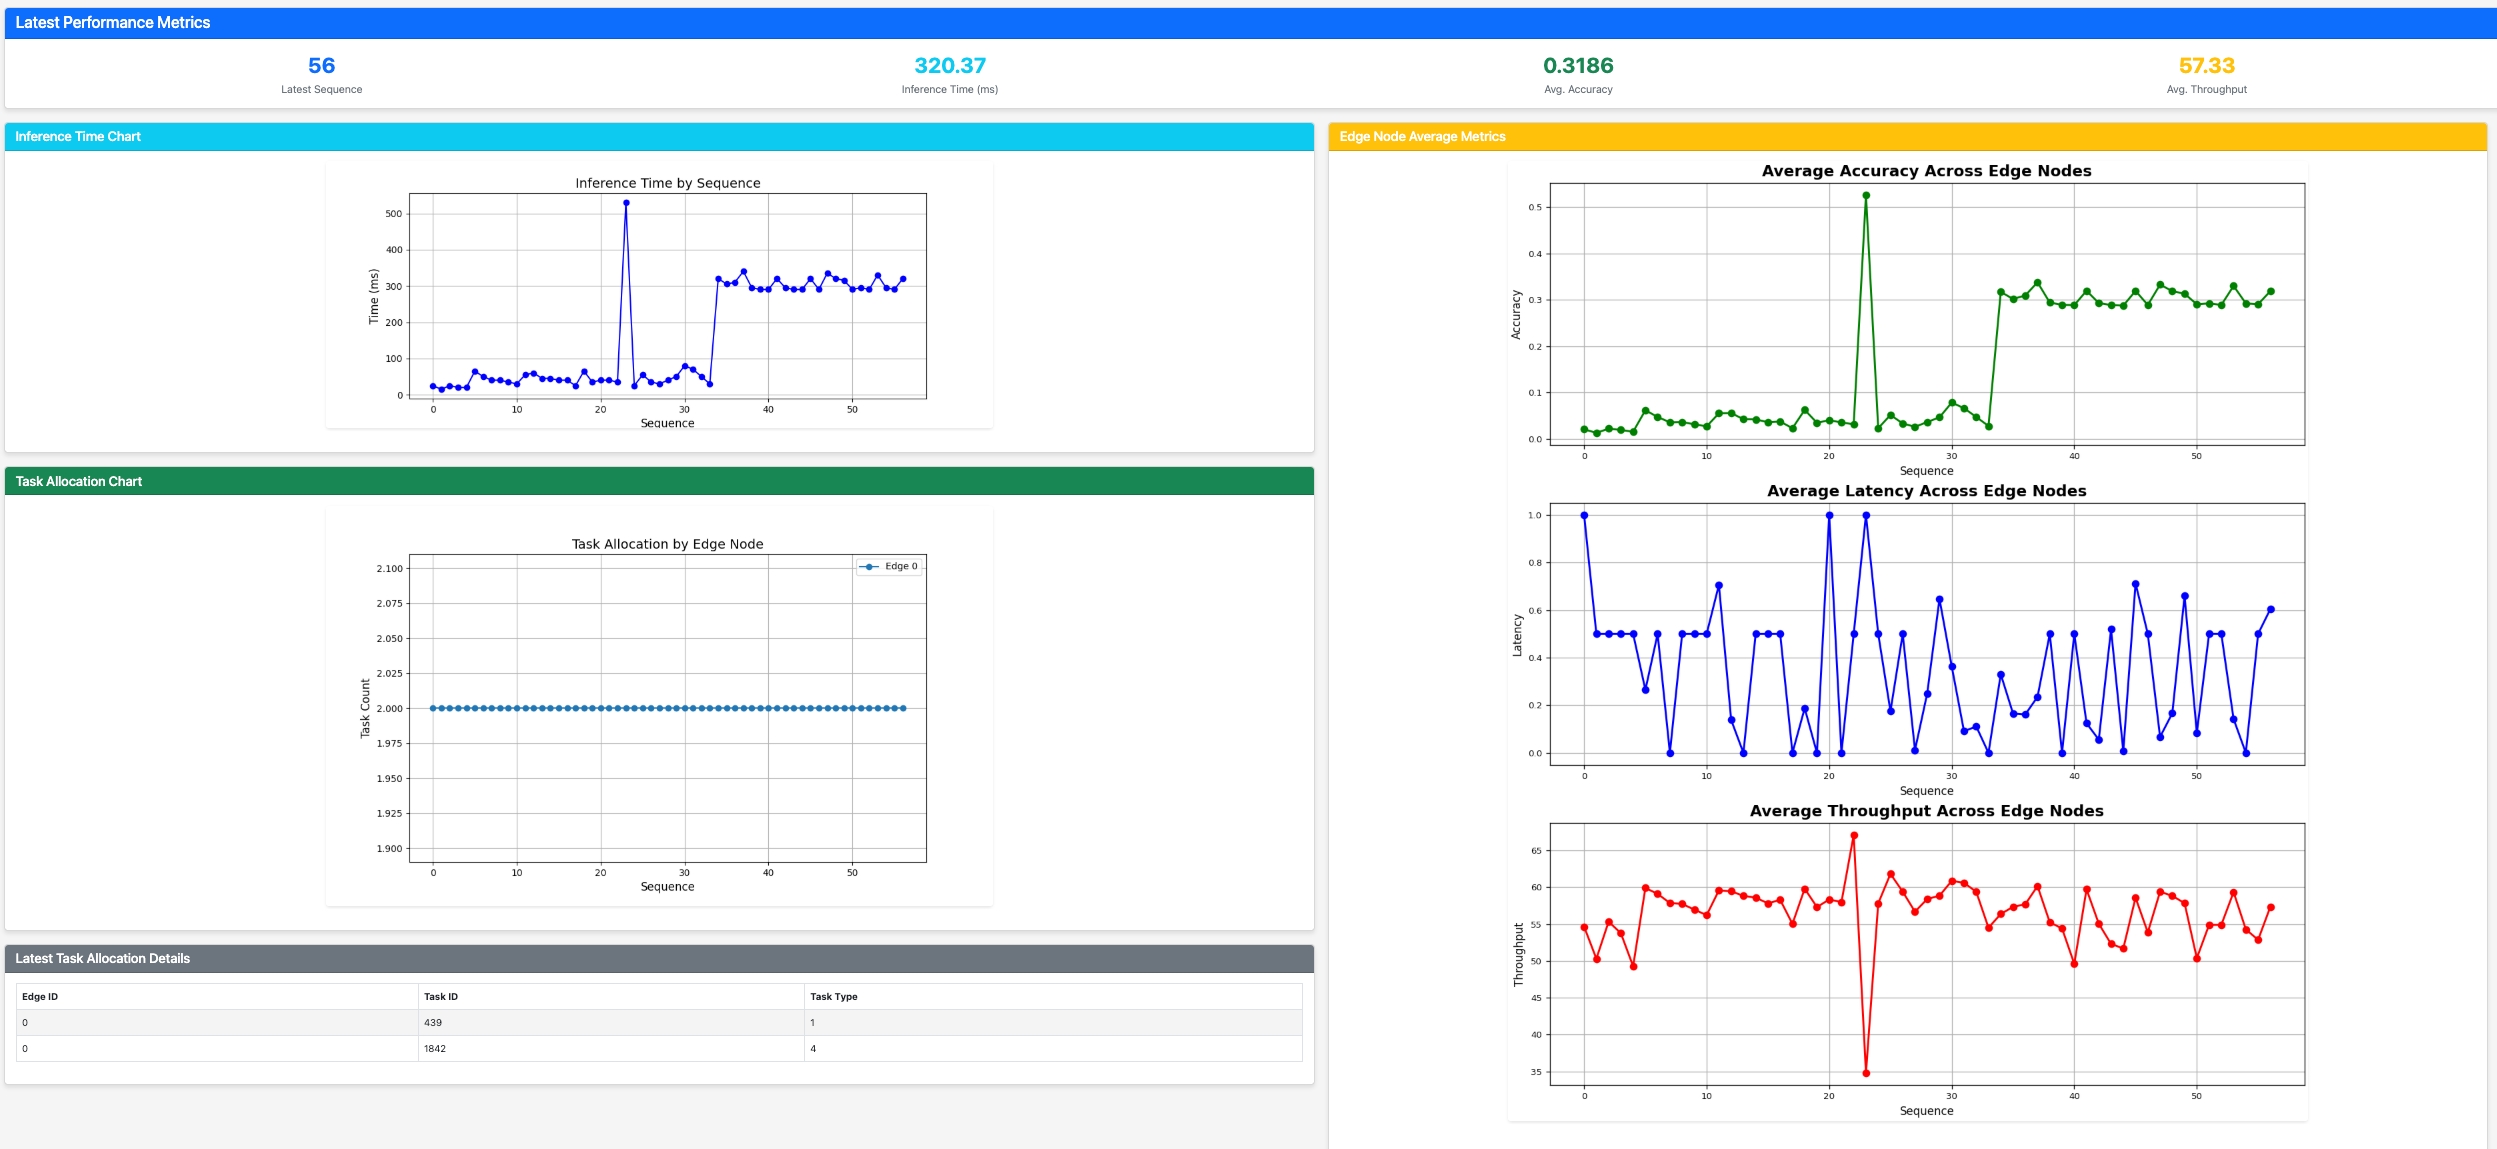 Latest Performance Metrics
56
Latest Sequence
320.37
Inference Time (ms)
0.3186
Avg. Accuracy
57.33
Avg. Throughput
Inference Time Chart
Inference Time by Sequence
Time (ms)
500
400
300
200
100
0
0 10 20 30 40 50
Sequence
Task Allocation Chart
Task Allocation by Edge Node
Edge 0
Task Count
2.100
2.075
2.050
2.025
2.000
1.975
1.950
1.925
1.900
0 10 20 30 40 50
Sequence
Latest Task Allocation Details
Edge ID Task ID Task Type
0 439 1
0 1842 4
Edge Node Average Metrics
Average Accuracy Across Edge Nodes
Accuracy
0.5
0.4
0.3
0.2
0.1
0.0
0 10 20 30 40 50
Sequence
Average Latency Across Edge Nodes
Latency
1.0
0.8
0.6
0.4
0.2
0.0
0 10 20 30 40 50
Sequence
Average Throughput Across Edge Nodes
Throughput
65
60
55
50
45
40
35
0 10 20 30 40 50
Sequence